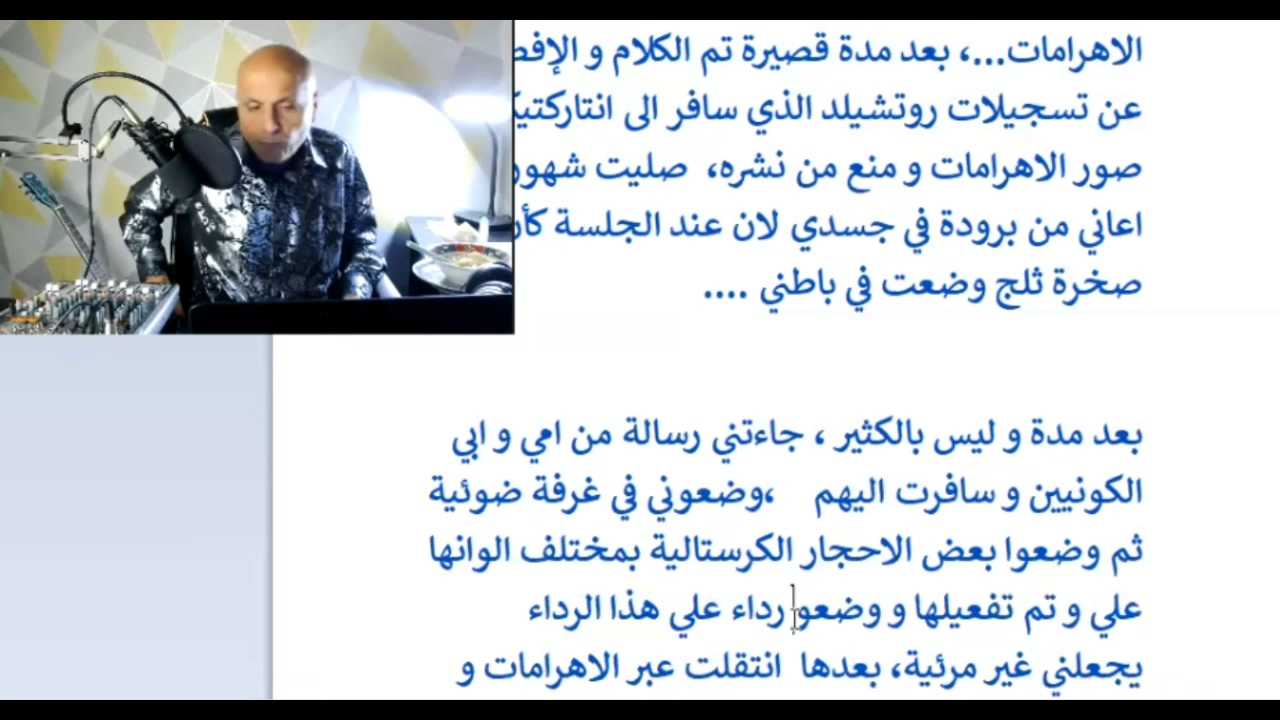 الاهرامات...، بعد مدة قصيرة تم الكلام و
عن تسجيلات روتشيلد الذي سافر الى
صور الاهرامات و منع من نشره، صليت
اعاني من برودة في جسدي لان عند الجلسة
صخرة ثلج وضعت في باطني ....
بعد مدة و ليس بالكثير ، جاءتني رسالة من امي و ابي
الكونيين و سافرت اليهم ،وضعوني في غرفة ضوئية
ثم وضعوا بعض الاحجار الكرستالية بمختلف الوانها
علي و تم تفعيلها و وضعو رداء علي هذا الرداء
يجعلني غير مرئية، بعدها انتقلت عبر الاهرامات و